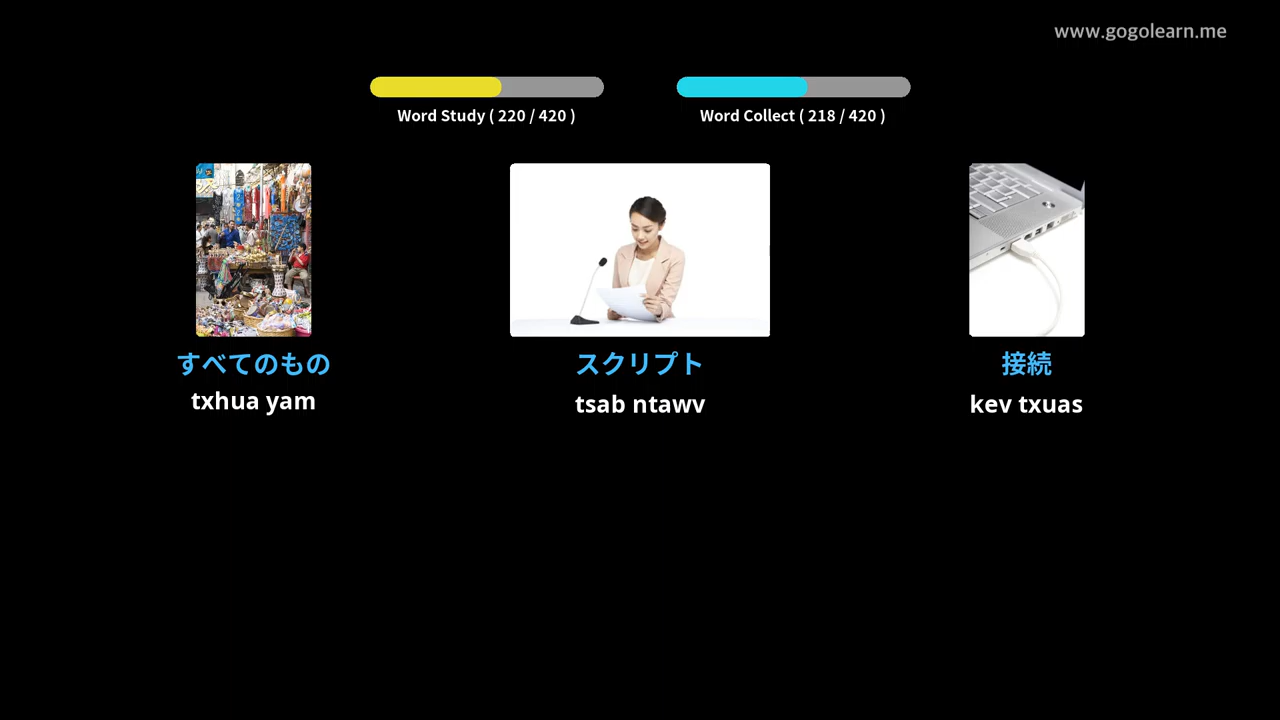 www.gogolearn.me
Word Study ( 220 / 420 )
Word Collect ( 218 / 420 )
すべてのもの
txhua yam
スクリプト
tsab ntawv
接続
kev txuas